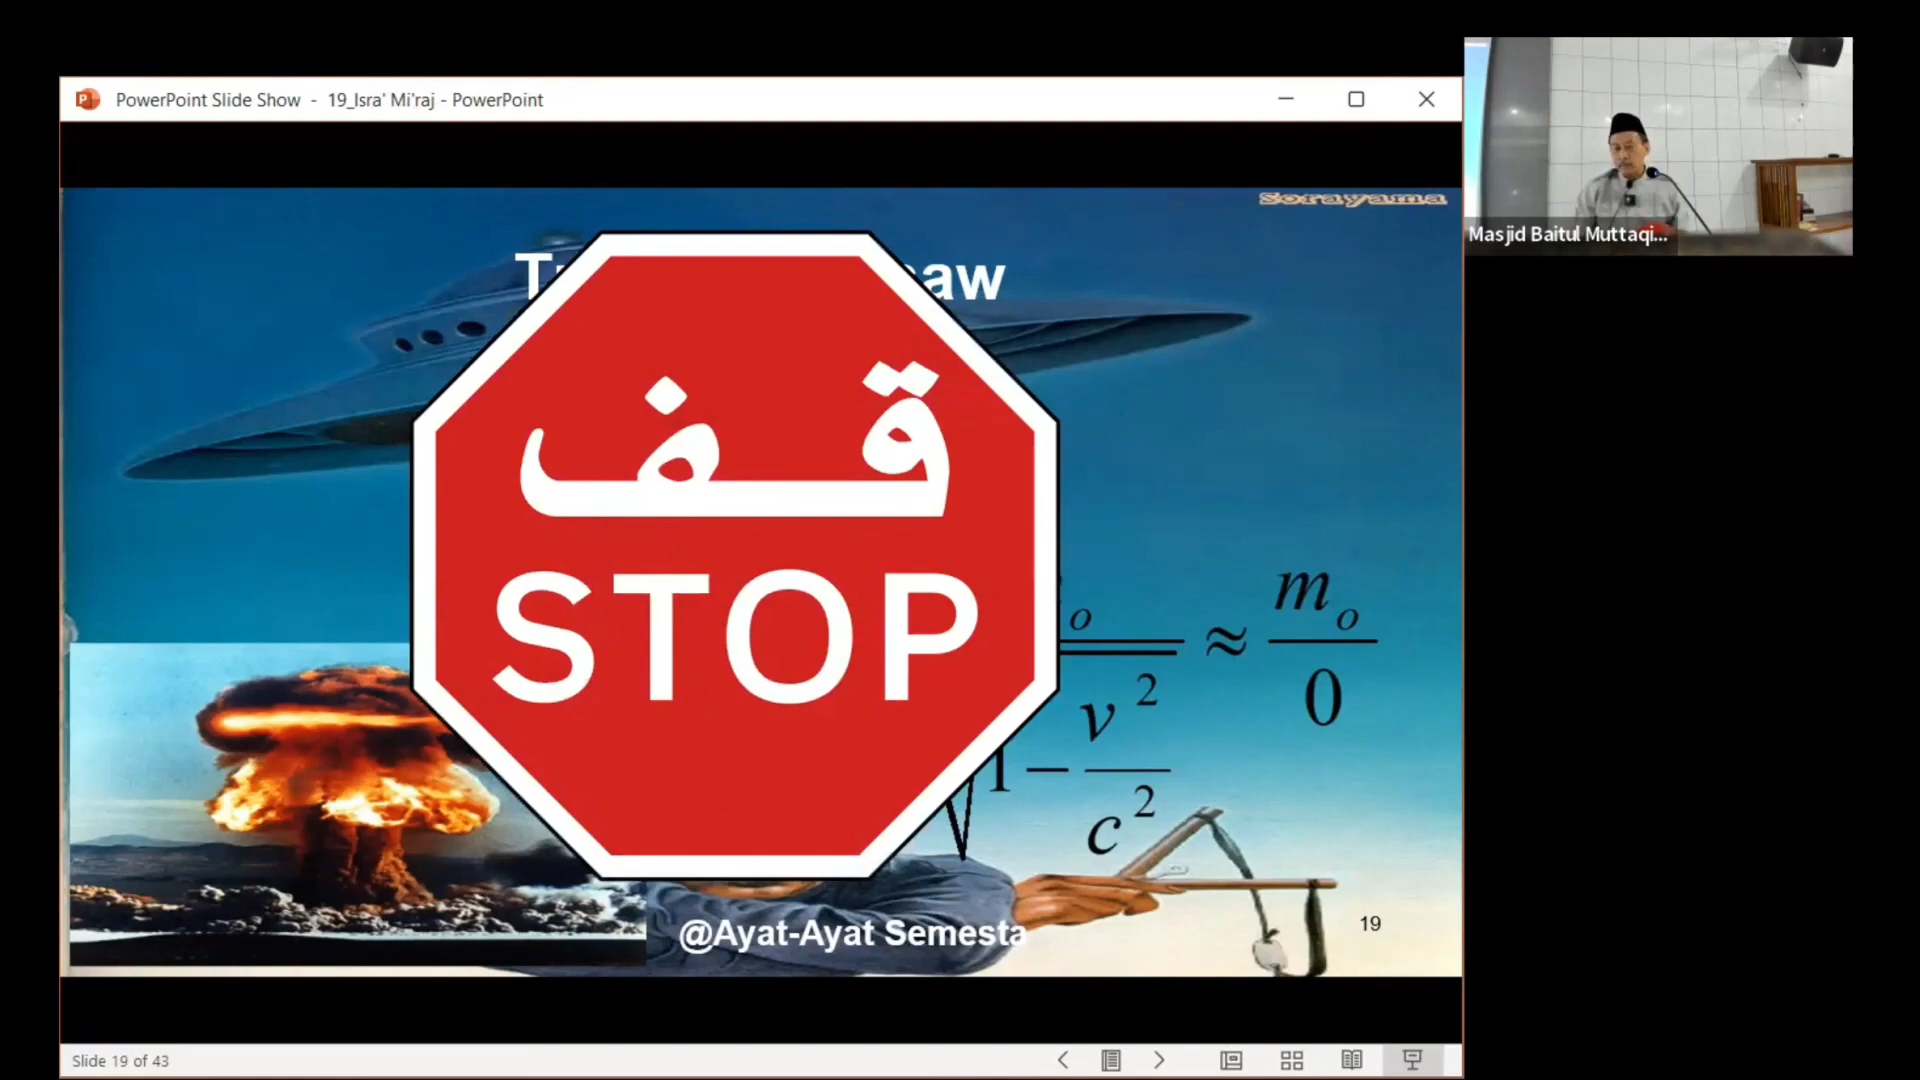 PowerPoint Slide Show - 19_Isra' Mi'raj - PowerPoint
Sorayama
قف
STOP
o
v 2
1 −
c 2
≈
m o
0
@Ayat-Ayat Semesta
19
Masjid Baitul Muttaqi...
Slide 19 of 43